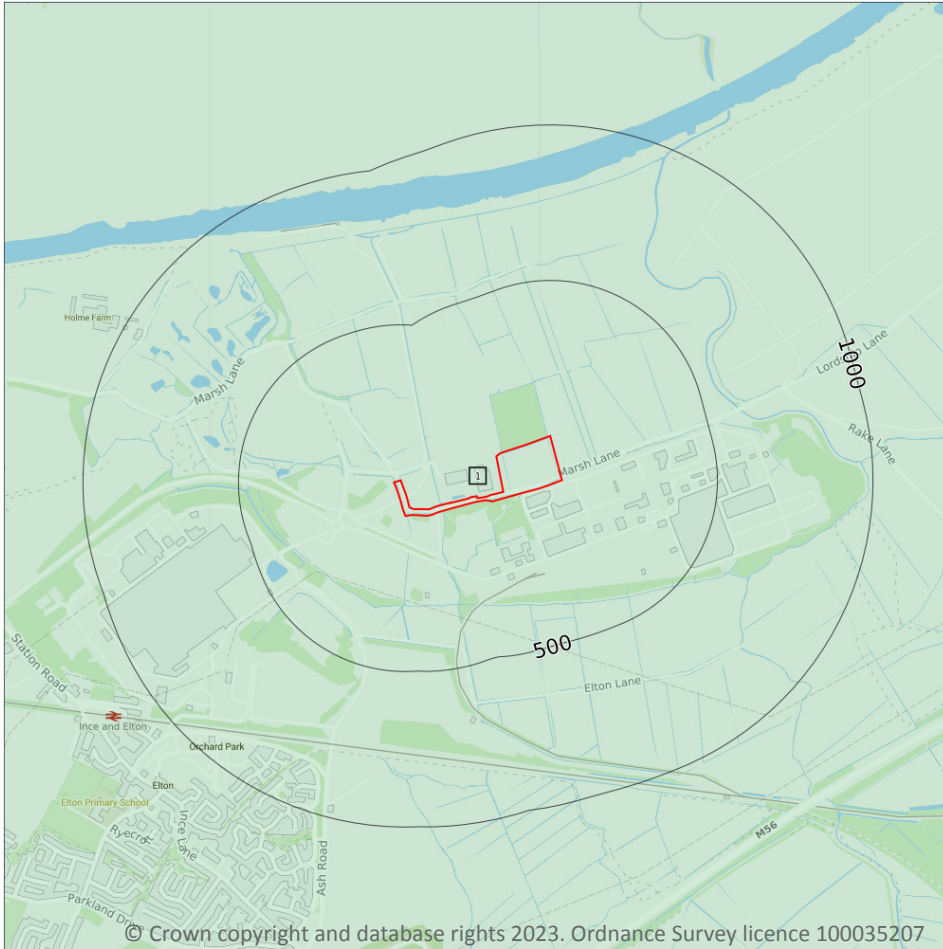 1000
Lordship Lane
Holme Farm
Marsh Lane
Rake Lane
Marsh Lane
1
500
Station Road
Elton Lane
Ince and Elton
Orchard Park
Elton
Elton Primary School
Ince Lane
Ryecroft
M56
Ash Road
Parkland Drive
© Crown copyright and database rights 2023. Ordnance Survey licence 100035207